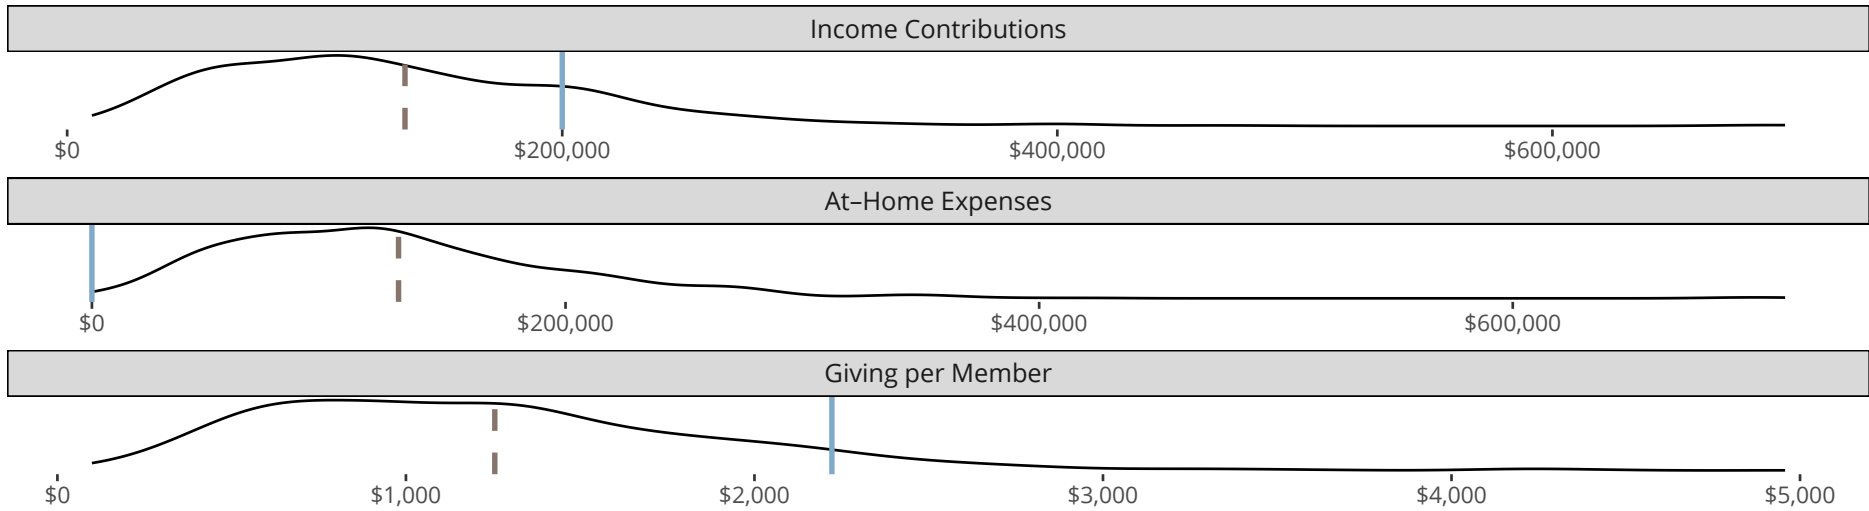 Income Contributions
$0 $200,000 $400,000 $600,000
At–Home Expenses
$0 $200,000 $400,000 $600,000
Giving per Member
$0 $1,000 $2,000 $3,000 $4,000 $5,000